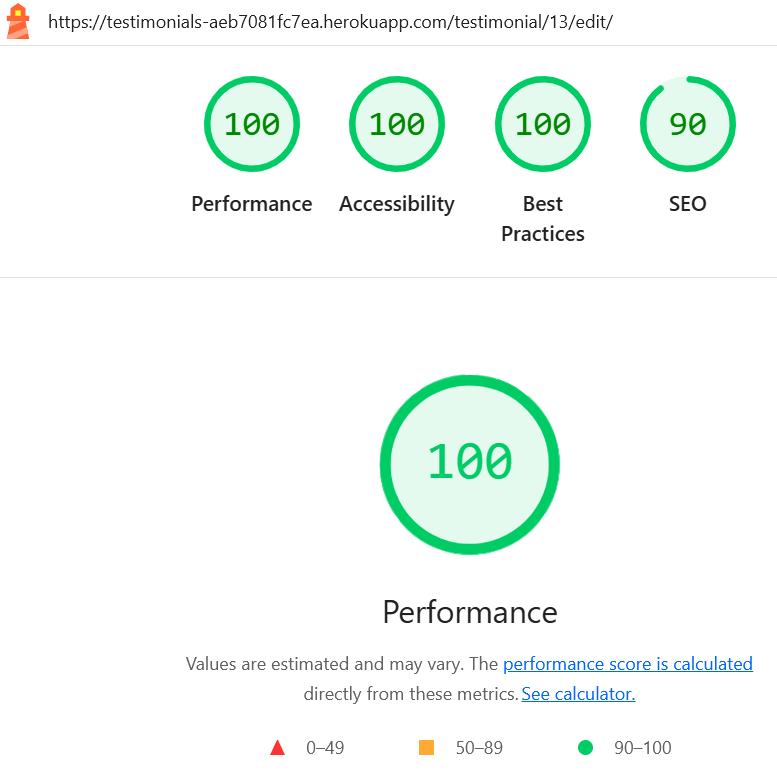 https://testimonials-aeb7081fc7ea.herokuapp.com/testimonial/13/edit/
100 100 100 90
Performance Accessibility Best Practices SEO
100
Performance
Values are estimated and may vary. The performance score is calculated
directly from these metrics. See calculator.
0–49 50–89 90–100